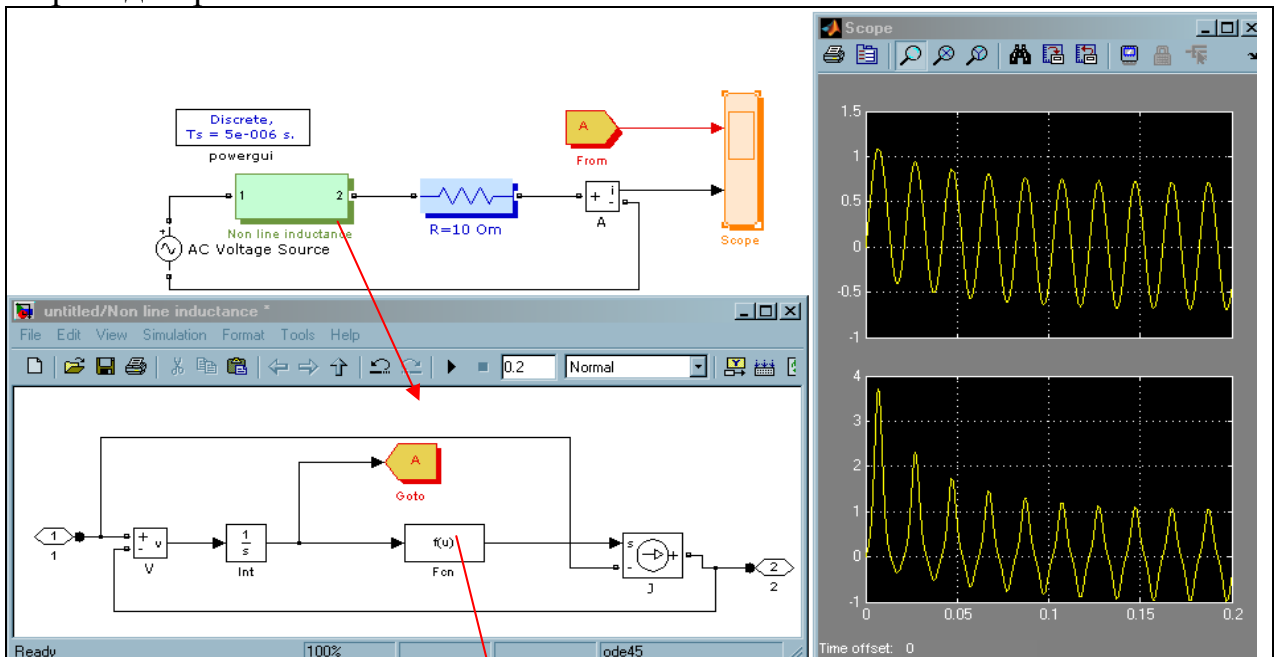 Scope
Discrete,
Ts = 5e-006 s.
powergui
A
From
1 2
Non line inductance
R=10 Om
+ i
-
A
Scope
+
AC Voltage Source
untitled/Non line inductance *
File Edit View Simulation Format Tools Help
0.2 Normal
A
Goto
1
1
+ v
-
V
1
s
Int
f(u)
Fcn
s +
-
J
2
2
Ready 100% ode45
1.5
1
0.5
0
-0.5
-1
4
3
2
1
0
-1
0 0.05 0.1 0.15 0.2
Time offset: 0